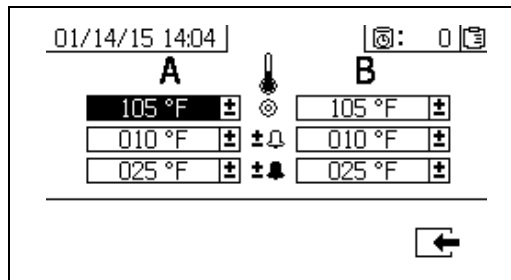 01/14/15 14:04 : 0
A B
105 °F ± 105 °F ±
010 °F ± ± 010 °F ±
025 °F ± ± 025 °F ±